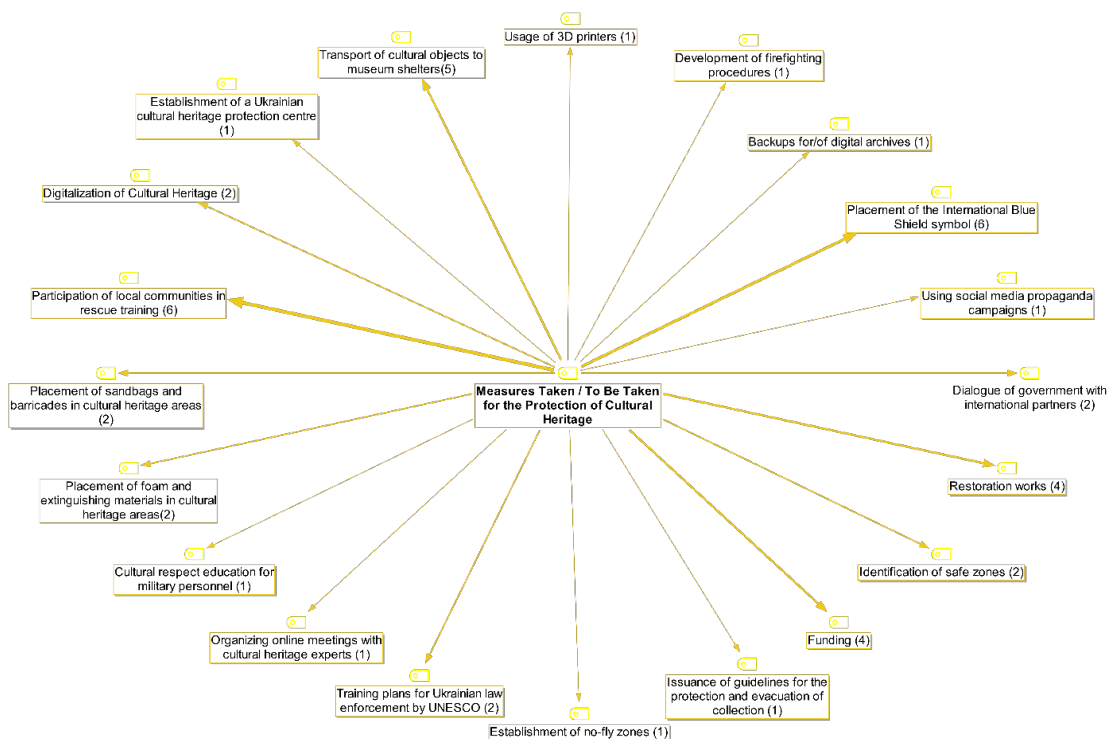 Usage of 3D printers (1)
Transport of cultural objects to
museum shelters(5)
Development of firefighting
procedures (1)
Establishment of a Ukrainian
cultural heritage protection centre
(1)
Backups for/of digital archives (1)
Digitalization of Cultural Heritage (2)
Placement of the International Blue
Shield symbol (6)
Participation of local communities in
rescue training (6)
Using social media propaganda
campaigns (1)
Placement of sandbags and
barricades in cultural heritage areas
(2)
Measures Taken / To Be Taken
for the Protection of Cultural
Heritage
Dialogue of government with
international partners (2)
Placement of foam and
extinguishing materials in cultural
heritage areas(2)
Restoration works (4)
Cultural respect education for
military personnel (1)
Identification of safe zones (2)
Organizing online meetings with
cultural heritage experts (1)
Funding (4)
Training plans for Ukrainian law
enforcement by UNESCO (2)
Issuance of guidelines for the
protection and evacuation of
collection (1)
Establishment of no-fly zones (1)